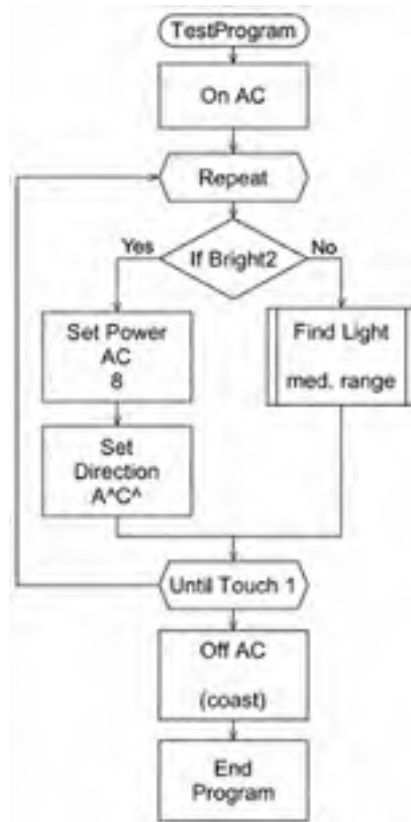 TestProgram
On AC
Repeat
If Bright2
Yes
No
Set Power
AC
8
Find Light
med. range
Set
Direction
A^C^
Until Touch 1
Off AC
(coast)
End
Program